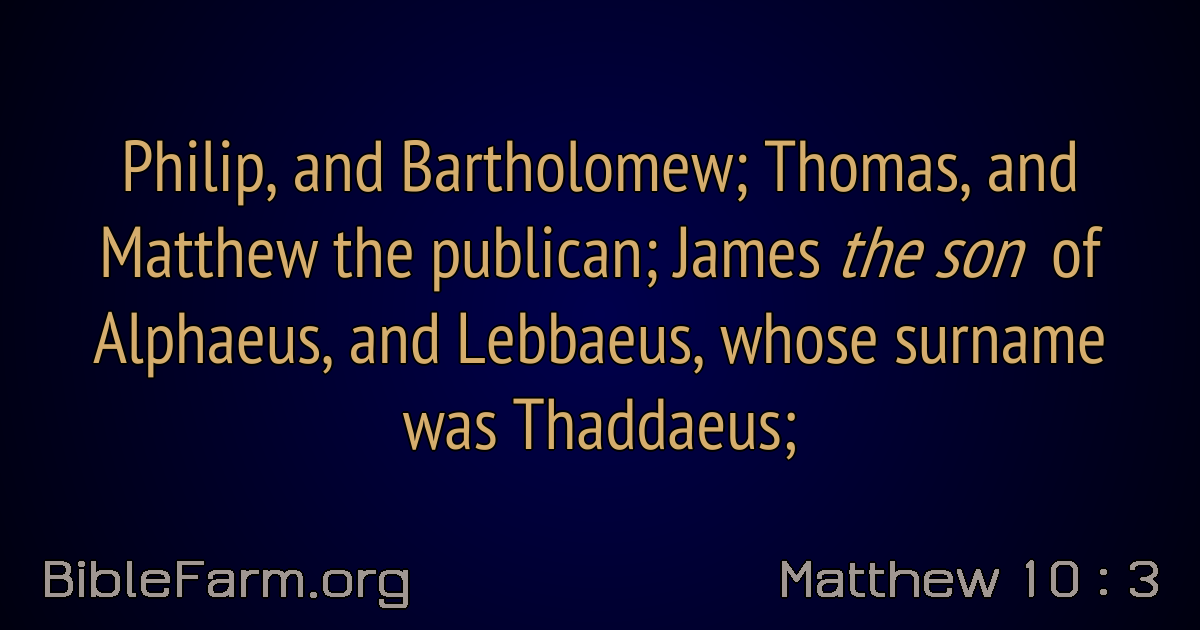 Philip, and Bartholomew; Thomas, and
Matthew the publican; James the son of
Alphaeus, and Lebbaeus, whose surname
was Thaddaeus;
BibleFarm.org
Matthew 10 : 3